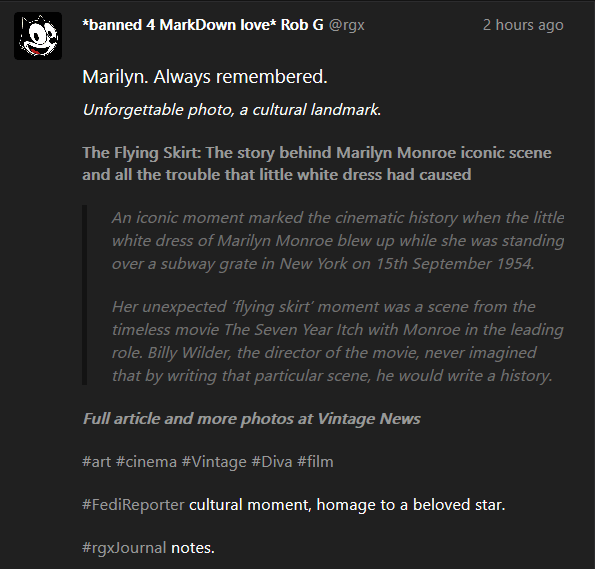 *banned 4 MarkDown love* Rob G @rgx 2 hours ago
Marilyn. Always remembered.
Unforgettable photo, a cultural landmark.
The Flying Skirt: The story behind Marilyn Monroe iconic scene
and all the trouble that little white dress had caused
An iconic moment marked the cinematic history when the little
white dress of Marilyn Monroe blew up while she was standing
over a subway grate in New York on 15th September 1954.
Her unexpected ‘flying skirt’ moment was a scene from the
timeless movie The Seven Year Itch with Monroe in the leading
role. Billy Wilder, the director of the movie, never imagined
that by writing that particular scene, he would write a history.
Full article and more photos at Vintage News
#art #cinema #Vintage #Diva #film
#FediReporter cultural moment, homage to a beloved star.
#rgxJournal notes.